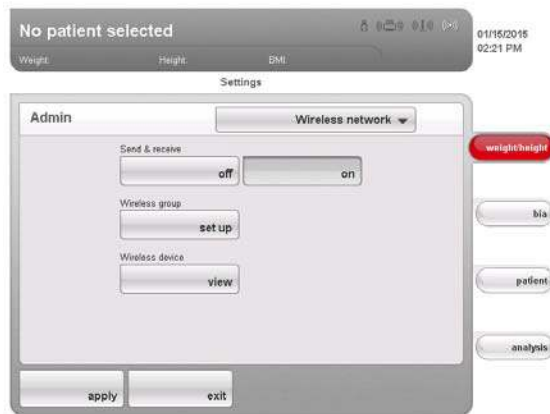 No patient selected
01/15/2015
02:21 PM
Weight: Height: BMI:
Settings
Admin
Wireless network
Send & receive
off on
Wireless group
set up
Wireless device
view
apply exit
weight/height
bia
patient
analysis